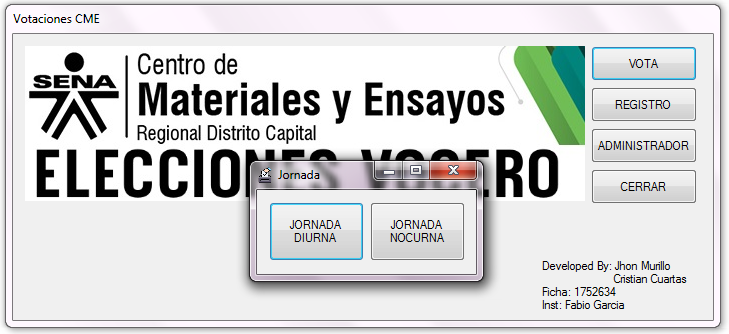 Votaciones CME
SENA
Centro de
Materiales y Ensayos
Regional Distrito Capital
ELECCIONES VOCERO
VOTA
REGISTRO
ADMINISTRADOR
CERRAR
Jornada
JORNADA
DIURNA
JORNADA
NOCURNA
Developed By: Jhon Murillo
Cristian Cuartas
Ficha: 1752634
Inst: Fabio Garcia